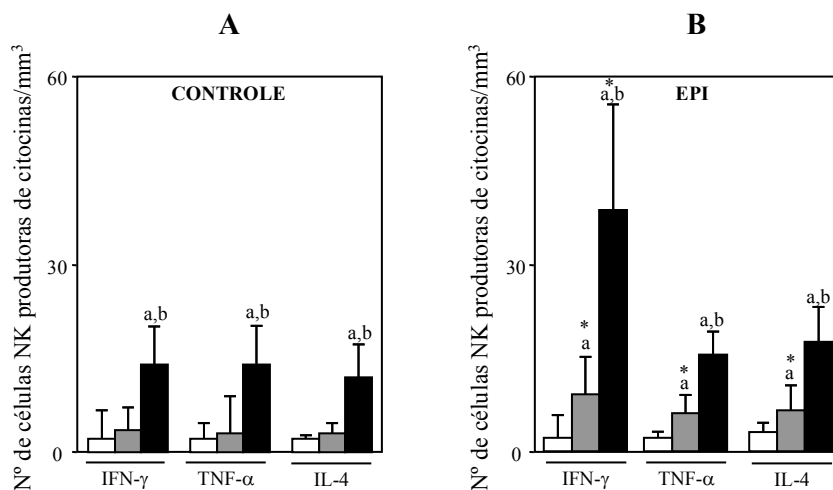 A
Nº de células NK produtoras de citocinas/mm³
60
30
0
CONTROLE
a,b
a,b
a,b
IFN-γ
TNF-α
IL-4
B
Nº de células NK produtoras de citocinas/mm³
60
30
0
EPI
*
a,b
*
a
*
a
a,b
*
a
a,b
IFN-γ
TNF-α
IL-4